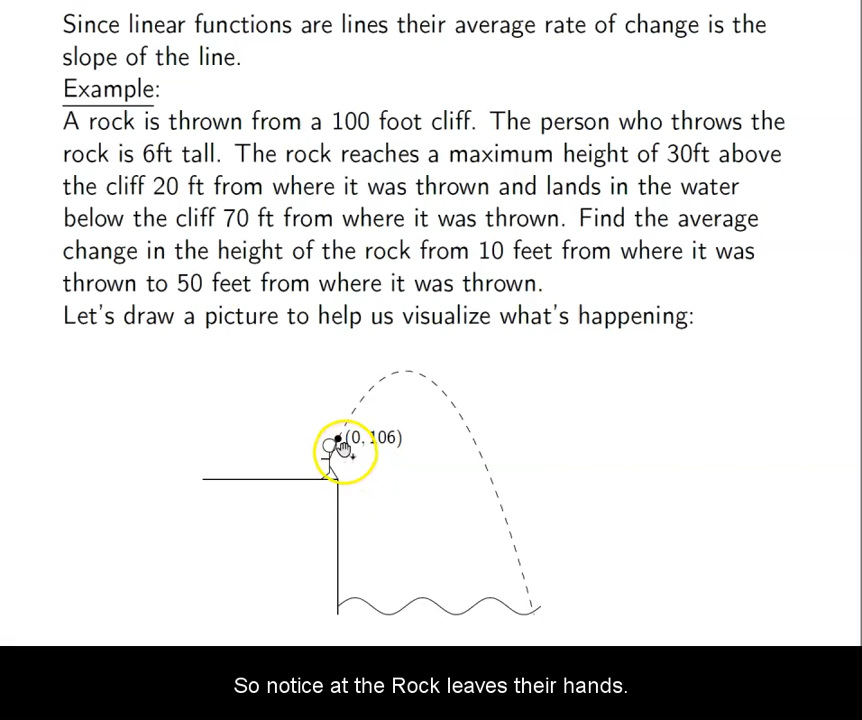 Since linear functions are lines their average rate of change is the
slope of the line.
Example:
A rock is thrown from a 100 foot cliff. The person who throws the
rock is 6ft tall. The rock reaches a maximum height of 30ft above
the cliff 20 ft from where it was thrown and lands in the water
below the cliff 70 ft from where it was thrown. Find the average
change in the height of the rock from 10 feet from where it was
thrown to 50 feet from where it was thrown.
Let's draw a picture to help us visualize what's happening:
(0, 106)
So notice at the Rock leaves their hands.